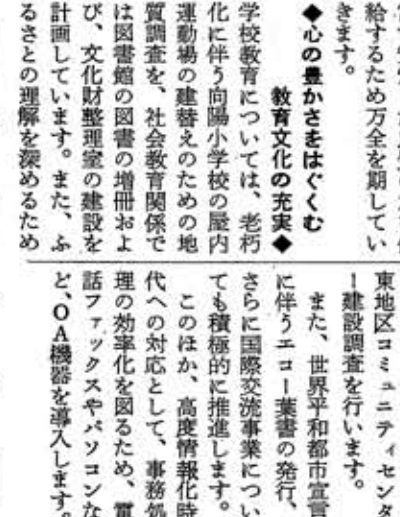 給するため万全を期してい
きます。
◆心の豊かさをはぐくむ
教育文化の充実◆
学校教育については、老朽
化に伴う向陽小学校の屋内
運動場の建替えのための地
質調査を、社会教育関係で
は図書館の図書の増冊およ
び、文化財整理室の建設を
計画しています。また、ふ
るさとの理解を深めるため
東地区コミュニティセンタ
ー建設調査を行います。
また、世界平和都市宣言
に伴うエコー葉書の発行、
さらに国際交流事業につい
ても積極的に推進します。
このほか、高度情報化時
代への対応として、事務処
理の効率化を図るため、電
話ファックスやパソコンな
ど、OA機器を導入します。